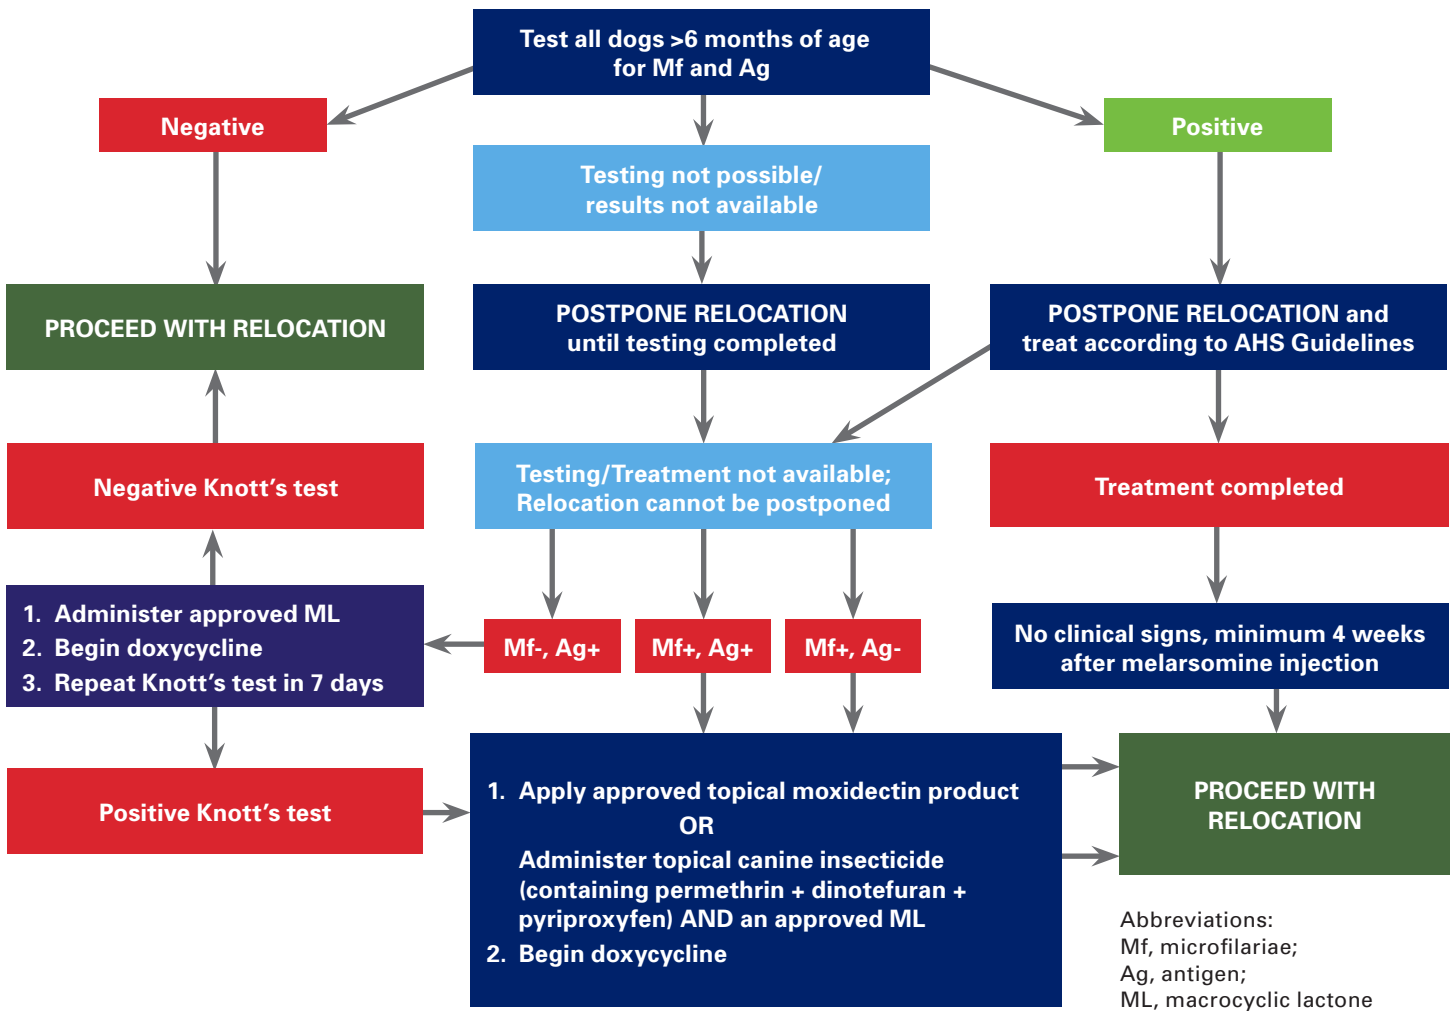 Test all dogs >6 months of age
for Mf and Ag
Negative
Positive
Testing not possible/
results not available
PROCEED WITH RELOCATION
POSTPONE RELOCATION
until testing completed
POSTPONE RELOCATION and
treat according to AHS Guidelines
Negative Knott's test
Testing/Treatment not available;
Relocation cannot be postponed
Treatment completed
1. Administer approved ML
2. Begin doxycycline
3. Repeat Knott's test in 7 days
Mf-, Ag+
Mf+, Ag+
Mf+, Ag-
No clinical signs, minimum 4 weeks
after melarsomine injection
Positive Knott's test
1. Apply approved topical moxidectin product
OR
Administer topical canine insecticide
(containing permethrin + dinotefuran +
pyriproxyfen) AND an approved ML
2. Begin doxycycline
PROCEED WITH
RELOCATION
Abbreviations:
Mf, microfilariae;
Ag, antigen;
ML, macrocyclic lactone